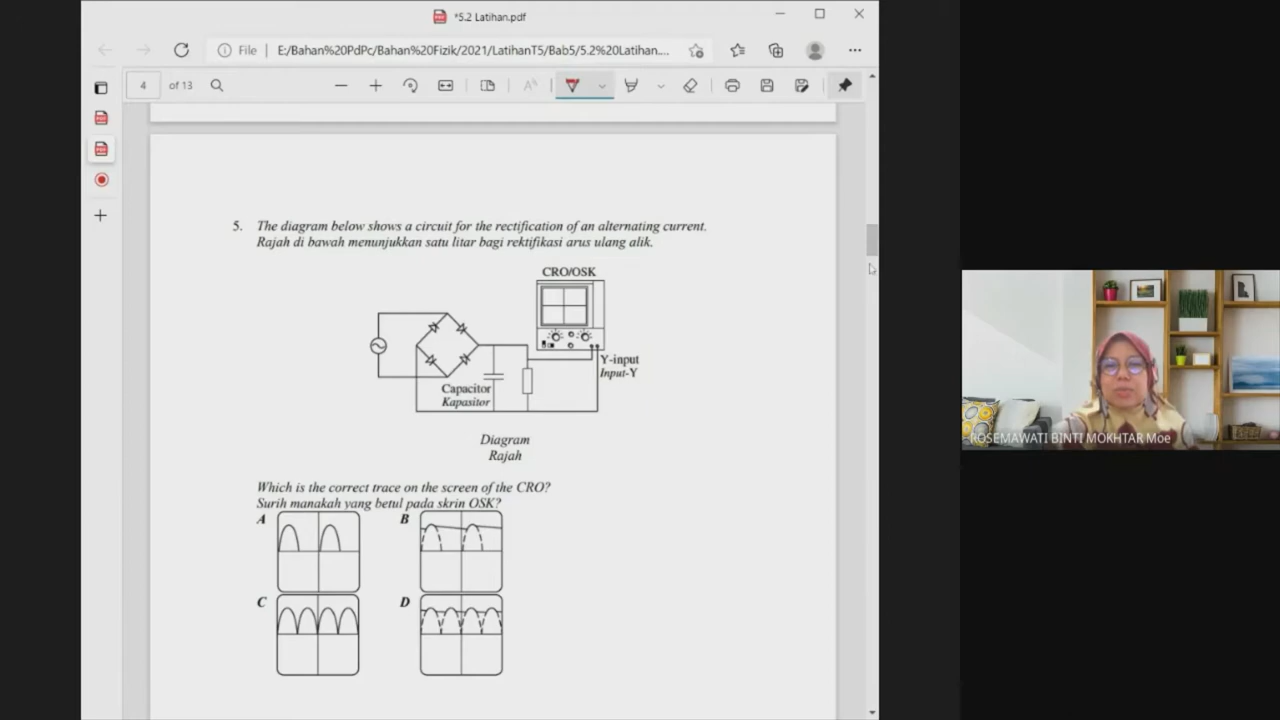 *5.2 Latihan.pdf
File | E:/Bahan%20PdPc/Bahan%20Fizik/2021/LatihanT5/Bab5/5.2%20Latihan....
4 of 13
5. The diagram below shows a circuit for the rectification of an alternating current.
Rajah di bawah menunjukkan satu litar bagi rektifikasi arus ulang alik.
CRO/OSK
Y-input
Input-Y
Capacitor
Kapasitor
Diagram
Rajah
Which is the correct trace on the screen of the CRO?
Surih manakah yang betul pada skrin OSK?
A B
C D
ROSEMAWATI BINTI MOKHTAR Moe